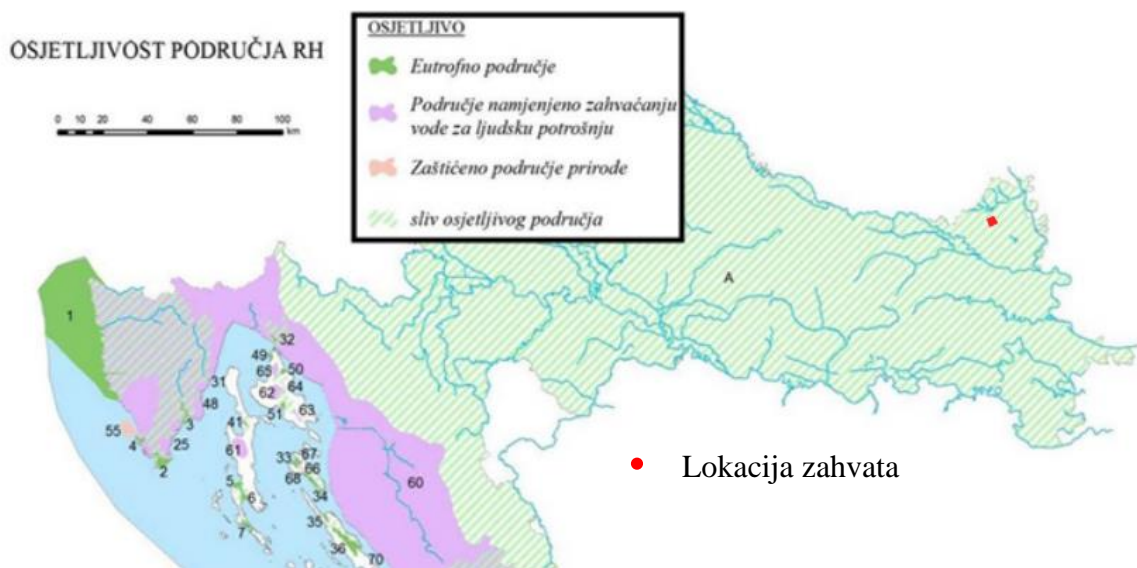 OSJETLJIVOST PODRUČJA RH
0 10 20 40 60 80 100
km
OSJETLJIVO
Eutrofno područje
Područje namjenjeno zahvaćanju
vode za ljudsku potrošnju
Zaštićeno područje prirode
sliv osjetljivog područja
A
1
32
49
50
65
31
64
62
48
51
63
3
41
55
4
25
61
33
67
2
66
60
68
5
6
34
7
35
36
70
Lokacija zahvata